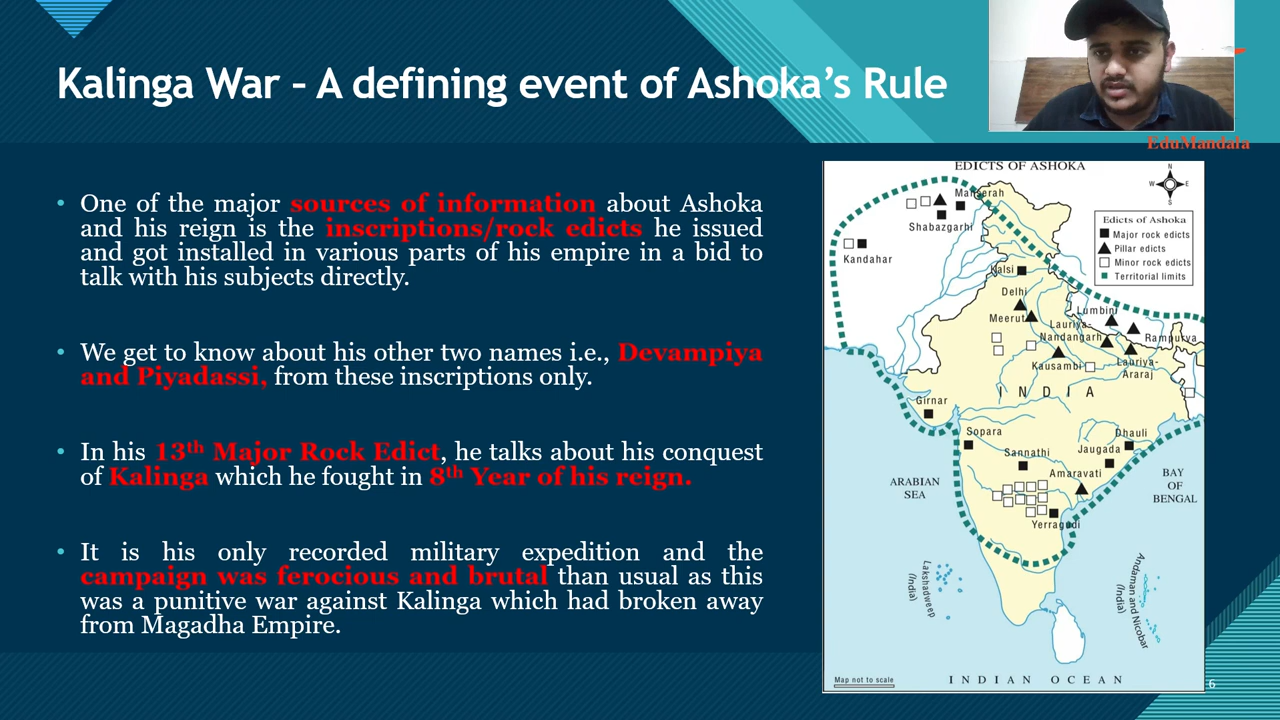 Kalinga War – A defining event of Ashoka's Rule
EduMandala
• One of the major sources of information about Ashoka
and his reign is the inscriptions/rock edicts he issued
and got installed in various parts of his empire in a bid to
talk with his subjects directly.
• We get to know about his other two names i.e., Devampiya
and Piyadassi, from these inscriptions only.
• In his 13th Major Rock Edict, he talks about his conquest
of Kalinga which he fought in 8th Year of his reign.
• It is his only recorded military expedition and the
campaign was ferocious and brutal than usual as this
was a punitive war against Kalinga which had broken away
from Magadha Empire.
EDICTS OF ASHOKA
N
W E
S
Edicts of Ashoka
Major rock edicts
Pillar edicts
Minor rock edicts
Territorial limits
Manserah
Shabazgarhi
Kandahar
Kalsi
Delhi
Meerut
Lumbini
Lauriya-
Nandangarh
Rampurva
Kausambi
Lauriya-
Araraj
INDIA
Girnar
Sopara
Dhauli
Sannathi
Jaugada
Amaravati
ARABIAN
SEA
BAY
OF
BENGAL
Yerragudi
Lakshadweep
(India)
Andaman and Nicobar
(India)
Map not to scale
INDIAN OCEAN
6